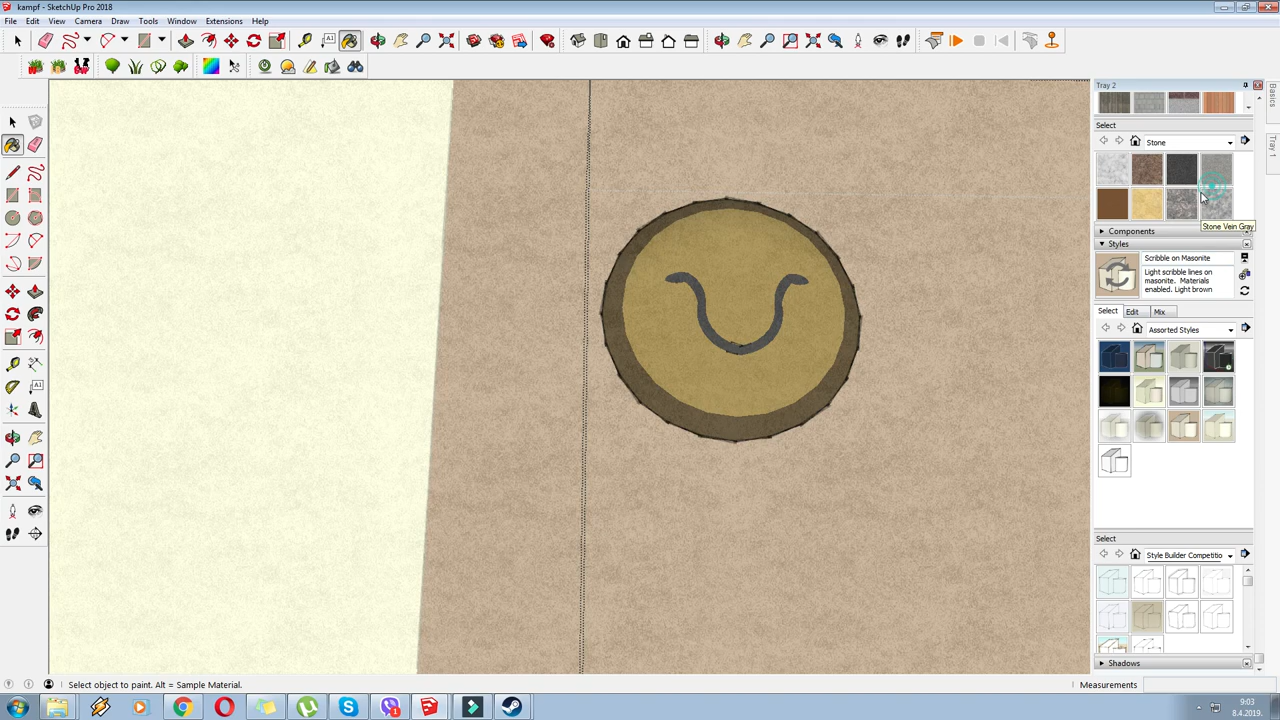 kampf - SketchUp Pro 2018
File Edit View Camera Draw Tools Window Extensions Help
Tray 2
Basics
Tray 1
Select
Stone
Stone Vein Gray
Components
Styles
Scribble on Masonite
Light scribble lines on
masonite. Materials
enabled. Light brown
Select Edit Mix
Assorted Styles
Select
Style Builder Competitio
Shadows
Select object to paint. Alt = Sample Material.
Measurements
9:03
8.4.2019.